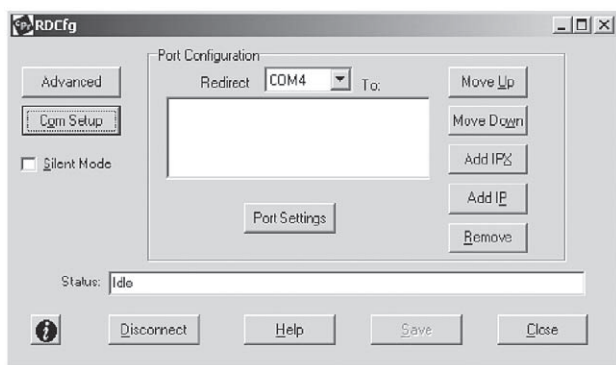 cpr RDCfg
Port Configuration
Advanced
Redirect COM4 To:
Move Up
Com Setup
Move Down
Silent Mode
Add IPX
Add IP
Port Settings
Remove
Status: Idle
Disconnect
Help
Save
Close